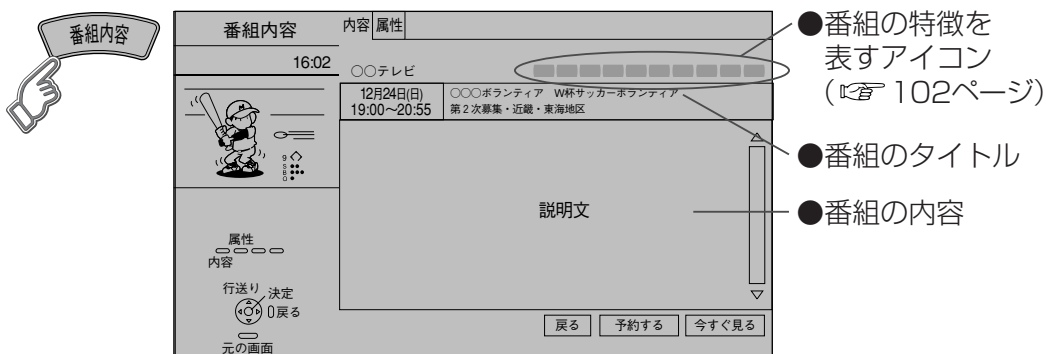 番組内容
番組内容
16:02
内容 属性
○○テレビ
12月24日(日)
19:00～20:55
○○○ボランティア　W杯サッカーボランティア
第2次募集・近畿・東海地区
説明文
9
S
B
O
属性
内容
行送り
決定
戻る
元の画面
戻る 予約する 今すぐ見る
●番組の特徴を
表すアイコン
(☞102ページ)
●番組のタイトル
●番組の内容